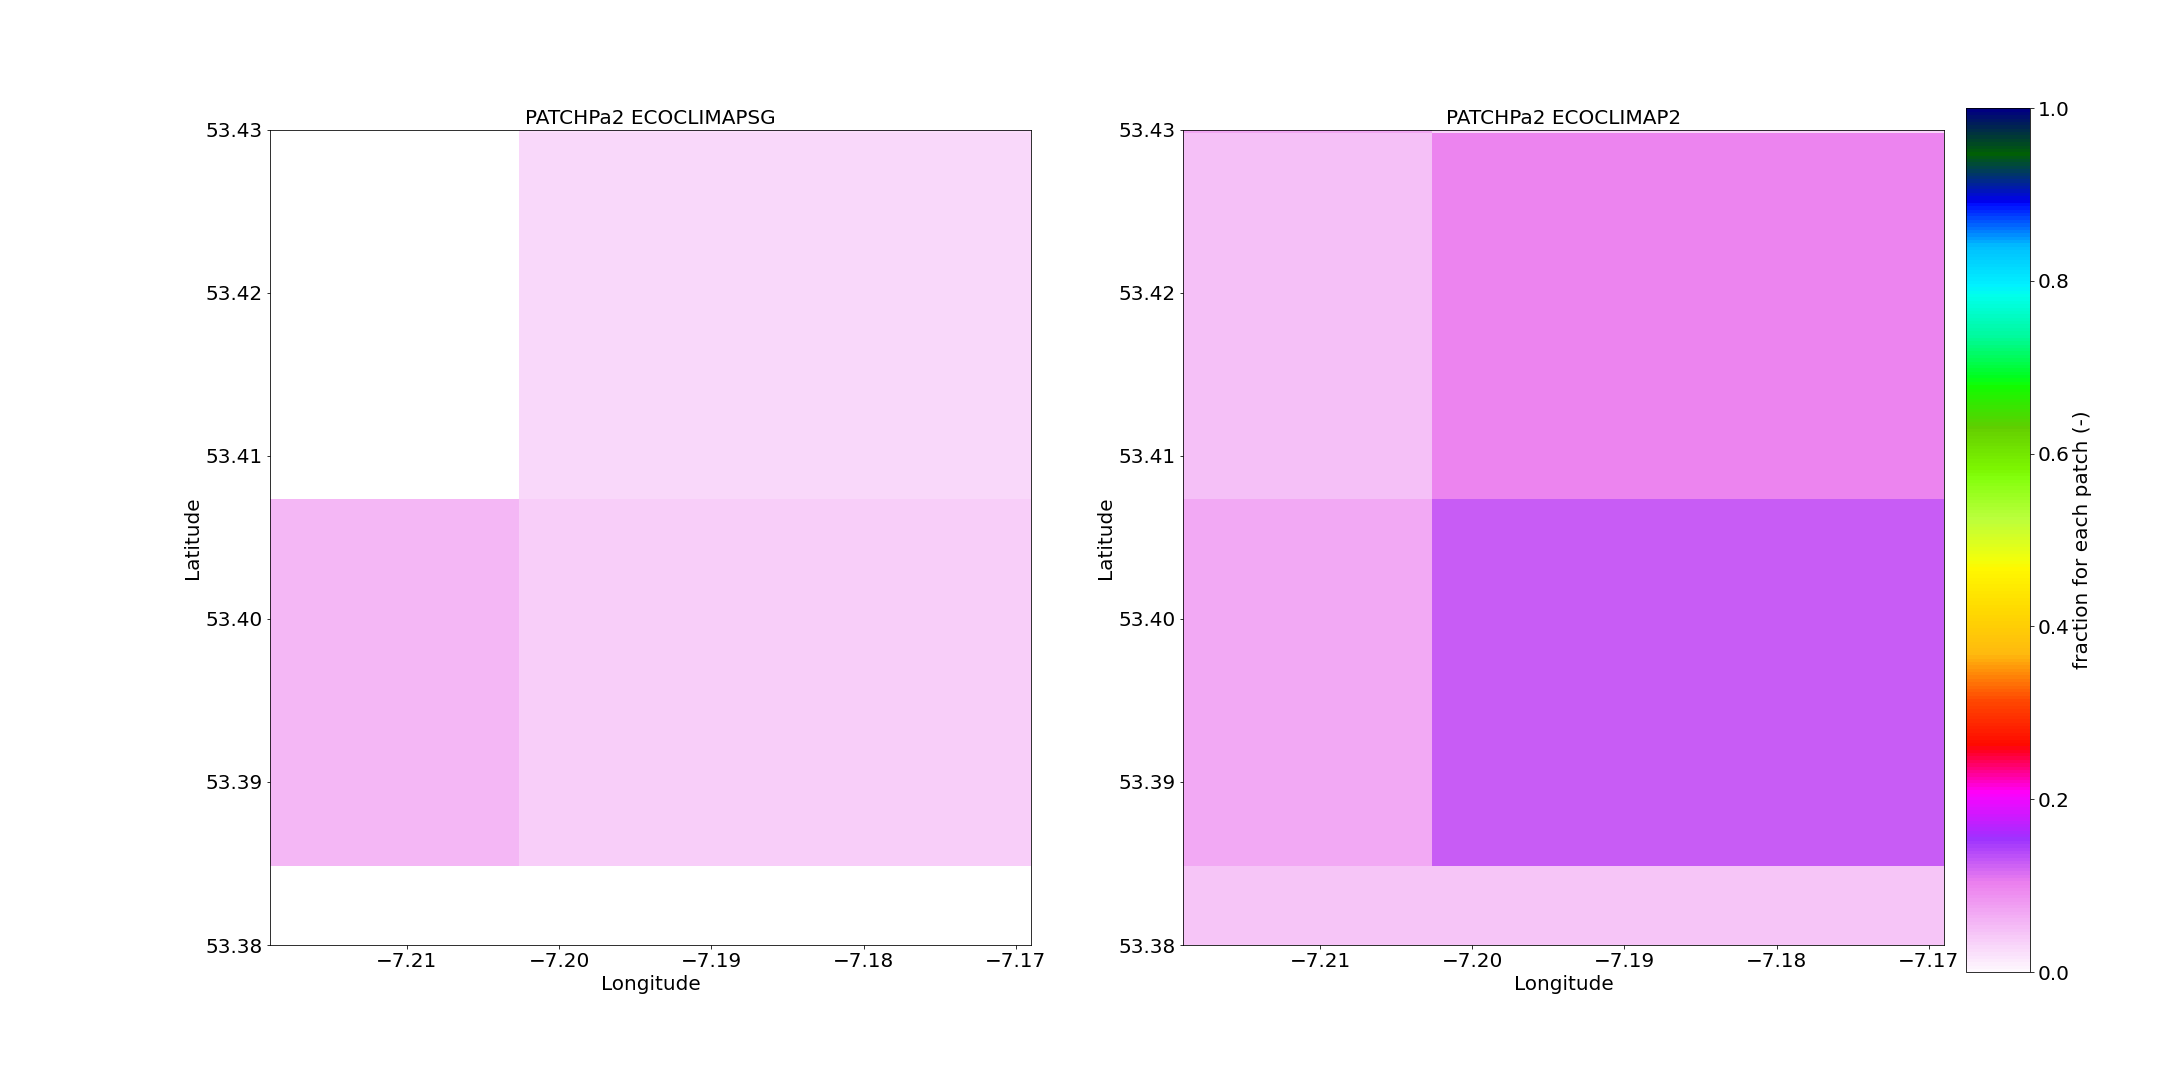 PATCHPa2 ECOCLIMAPSG
53.43
53.42
53.41
53.40
53.39
53.38
Latitude
−7.21 −7.20 −7.19 −7.18 −7.17
Longitude
PATCHPa2 ECOCLIMAP2
53.43
53.42
53.41
53.40
53.39
53.38
Latitude
−7.21 −7.20 −7.19 −7.18 −7.17
Longitude
1.0
0.8
0.6
0.4
0.2
0.0
fraction for each patch (-)